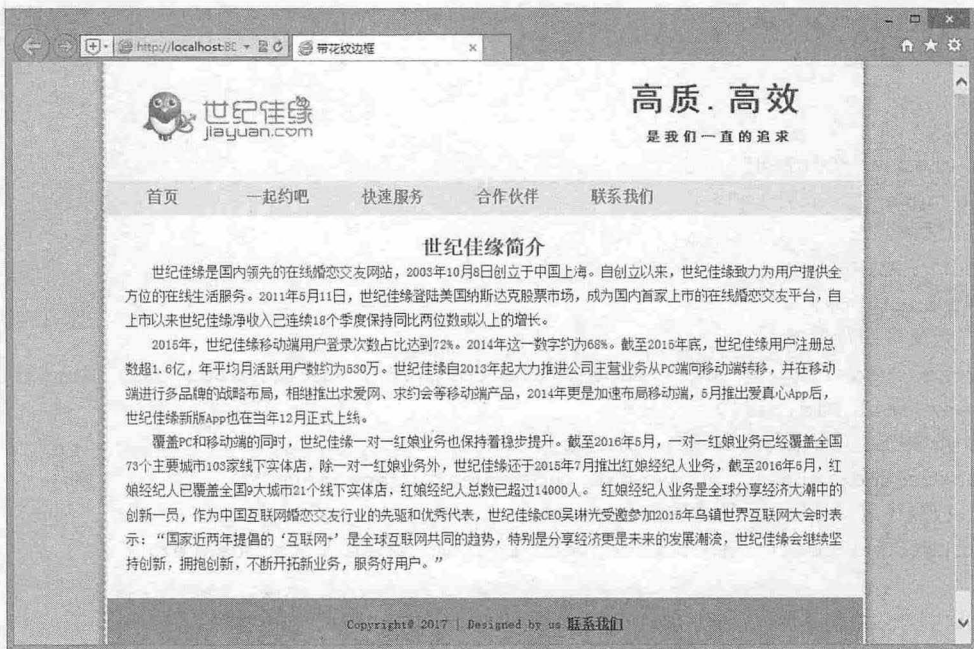 http://localhost:8C
带花纹边框
世纪佳缘
jiayuan.com
高质.高效
是我们一直的追求
首页 一起约吧 快速服务 合作伙伴 联系我们
世纪佳缘简介
世纪佳缘是国内领先的在线婚恋交友网站，2003年10月8日创立于中国上海。自创立以来，世纪佳缘致力为用户提供全
方位的在线生活服务。2011年5月11日，世纪佳缘登陆美国纳斯达克股票市场，成为国内首家上市的在线婚恋交友平台，自
上市以来世纪佳缘净收入已连续18个季度保持同比两位数或以上的增长。
2015年，世纪佳缘移动端用户登录次数占比达到72%。2014年这一数字约为68%。截至2015年底，世纪佳缘用户注册总
数超1.6亿，年平均月活跃用户数约为530万。世纪佳缘自2013年起大力推进公司主营业务从PC端向移动端转移，并在移动
端进行多品牌的战略布局，相继推出求爱网、求约会等移动端产品，2014年更是加速布局移动端，5月推出爱真心App后，
世纪佳缘新版App也在当年12月正式上线。
覆盖PC和移动端的同时，世纪佳缘一对一红娘业务也保持着稳步提升。截至2016年5月，一对一红娘业务已经覆盖全国
73个主要城市103家线下实体店，除一对一红娘业务外，世纪佳缘还于2015年7月推出红娘经纪人业务，截至2016年5月，红
娘经纪人已覆盖全国9大城市21个线下实体店，红娘经纪人总数已超过14000人。 红娘经纪人业务是全球分享经济大潮中的
创新一员，作为中国互联网婚恋交友行业的先驱和优秀代表，世纪佳缘CEO吴琳光受邀参加2015年乌镇世界互联网大会时表
示：“国家近两年提倡的‘互联网+’是全球互联网共同的趋势，特别是分享经济更是未来的发展潮流，世纪佳缘会继续坚
持创新，拥抱创新，不断开拓新业务，服务好用户。”
Copyright@ 2017 | Designed by us 联系我们